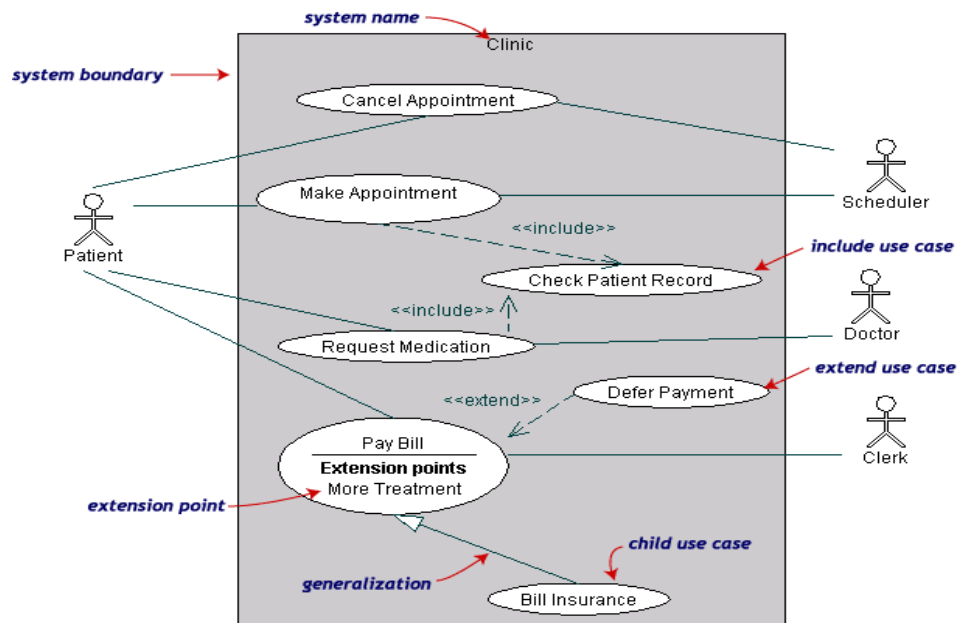 system name
Clinic
system boundary
Cancel Appointment
Scheduler
Make Appointment
<<include>>
Patient
include use case
Check Patient Record
<<include>>
Doctor
Request Medication
extend use case
Defer Payment
<<extend>>
Pay Bill
Clerk
Extension points
More Treatment
extension point
child use case
generalization
Bill Insurance